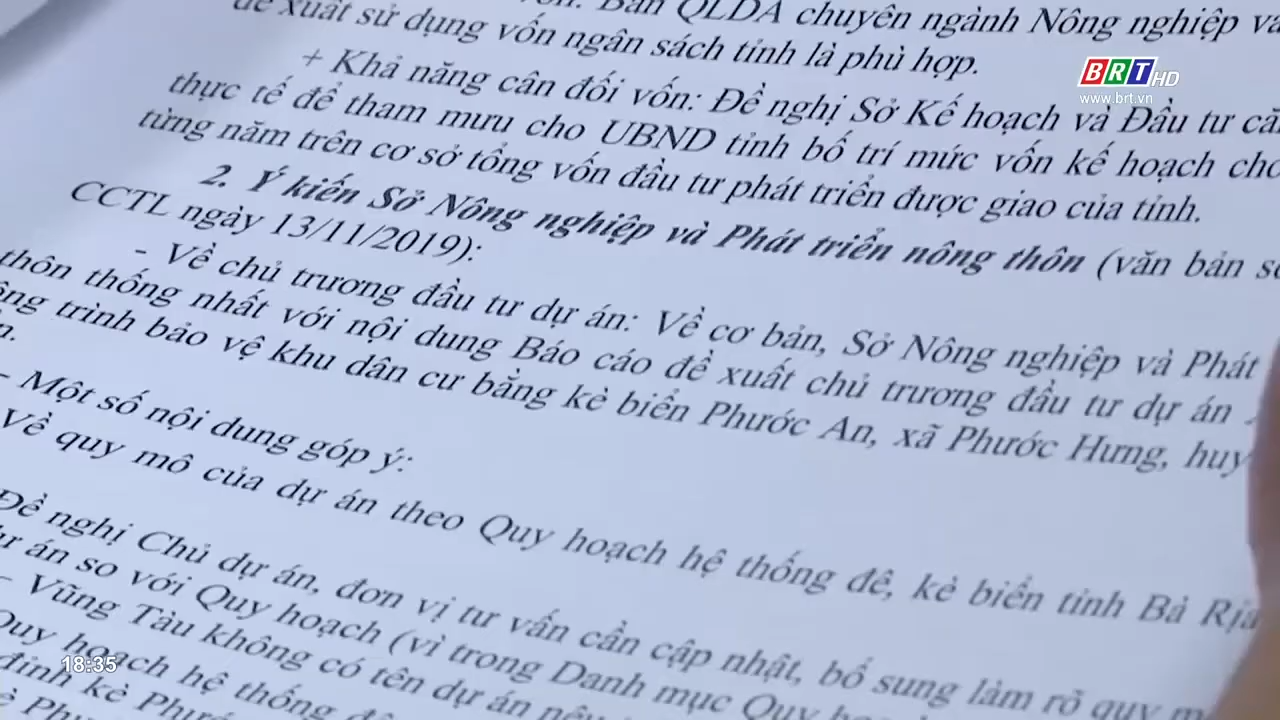 QLDA chuyên ngành Nông nghiệp
xuất sử dụng vốn ngân sách tỉnh là phù hợp.
+ Khả năng cân đối vốn: Đề nghị Sở Kế hoạch và Đầu tư
thực tế để tham mưu cho UBND tỉnh bố trí mức vốn kế hoạch cho
từng năm trên cơ sở tổng vốn đầu tư phát triển được giao của tỉnh.
2. Ý kiến Sở Nông nghiệp và Phát triển nông thôn (văn bản
CCTL ngày 13/11/2019):
- Về chủ trương đầu tư dự án: Về cơ bản, Sở Nông nghiệp và Phát
thôn thống nhất với nội dung Báo cáo đề xuất chủ trương đầu tư dự án
trình bảo vệ khu dân cư bằng kè biển Phước An, xã Phước Hưng,
- Một số nội dung góp ý:
Về quy mô của dự án theo Quy hoạch hệ thống đê, kè biển tỉnh Bà Rịa
Đề nghị Chủ dự án, đơn vị tư vấn cần cập nhật, bổ sung làm rõ quy
án so với Quy hoạch (vì trong Danh mục Quy
- Vũng Tàu không có tên dự án
Quy hoạch hệ thống
đỉnh kè
BRT HD
www.brt.vn
18:35